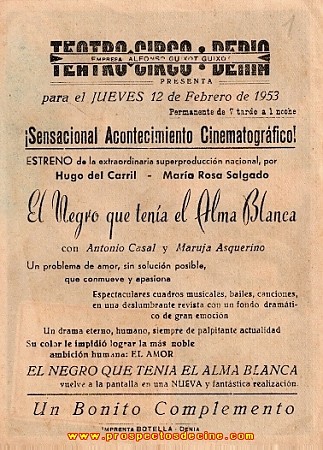 1
TEATRO-CIRCO • DENIA
EMPRESA ALFONSO GUIXOT GUIXOT
TEATRO-CIRCO • DENIA
PRESENTA
para el JUEVES 12 de Febrero de 1953
Permanente de 7 tarde a 1 noche
¡Sensacional Acontecimiento Cinematográfico!
ESTRENO de la extraordinaria superproducción nacional, por
Hugo del Carril - María Rosa Salgado
El Negro que tenía el Alma Blanca
con Antonio Casal y Maruja Asquerino
Un problema de amor, sin solución posible,
que conmueve y apasiona
Espectaculares cuadros musicales, bailes, canciones,
en una deslumbrante revista con un fondo dramáti-
co de gran emoción
Un drama eterno, humano, siempre de palpitante actualidad
Su color le impidió lograr la más noble
ambición humana: EL AMOR
EL NEGRO QUE TENIA EL ALMA BLANCA
vuelve a la pantalla en una NUEVA y fantástica realización.
Un Bonito Complemento
IMPRENTA BOTELLA - DENIA
www.prospectosdecine.com